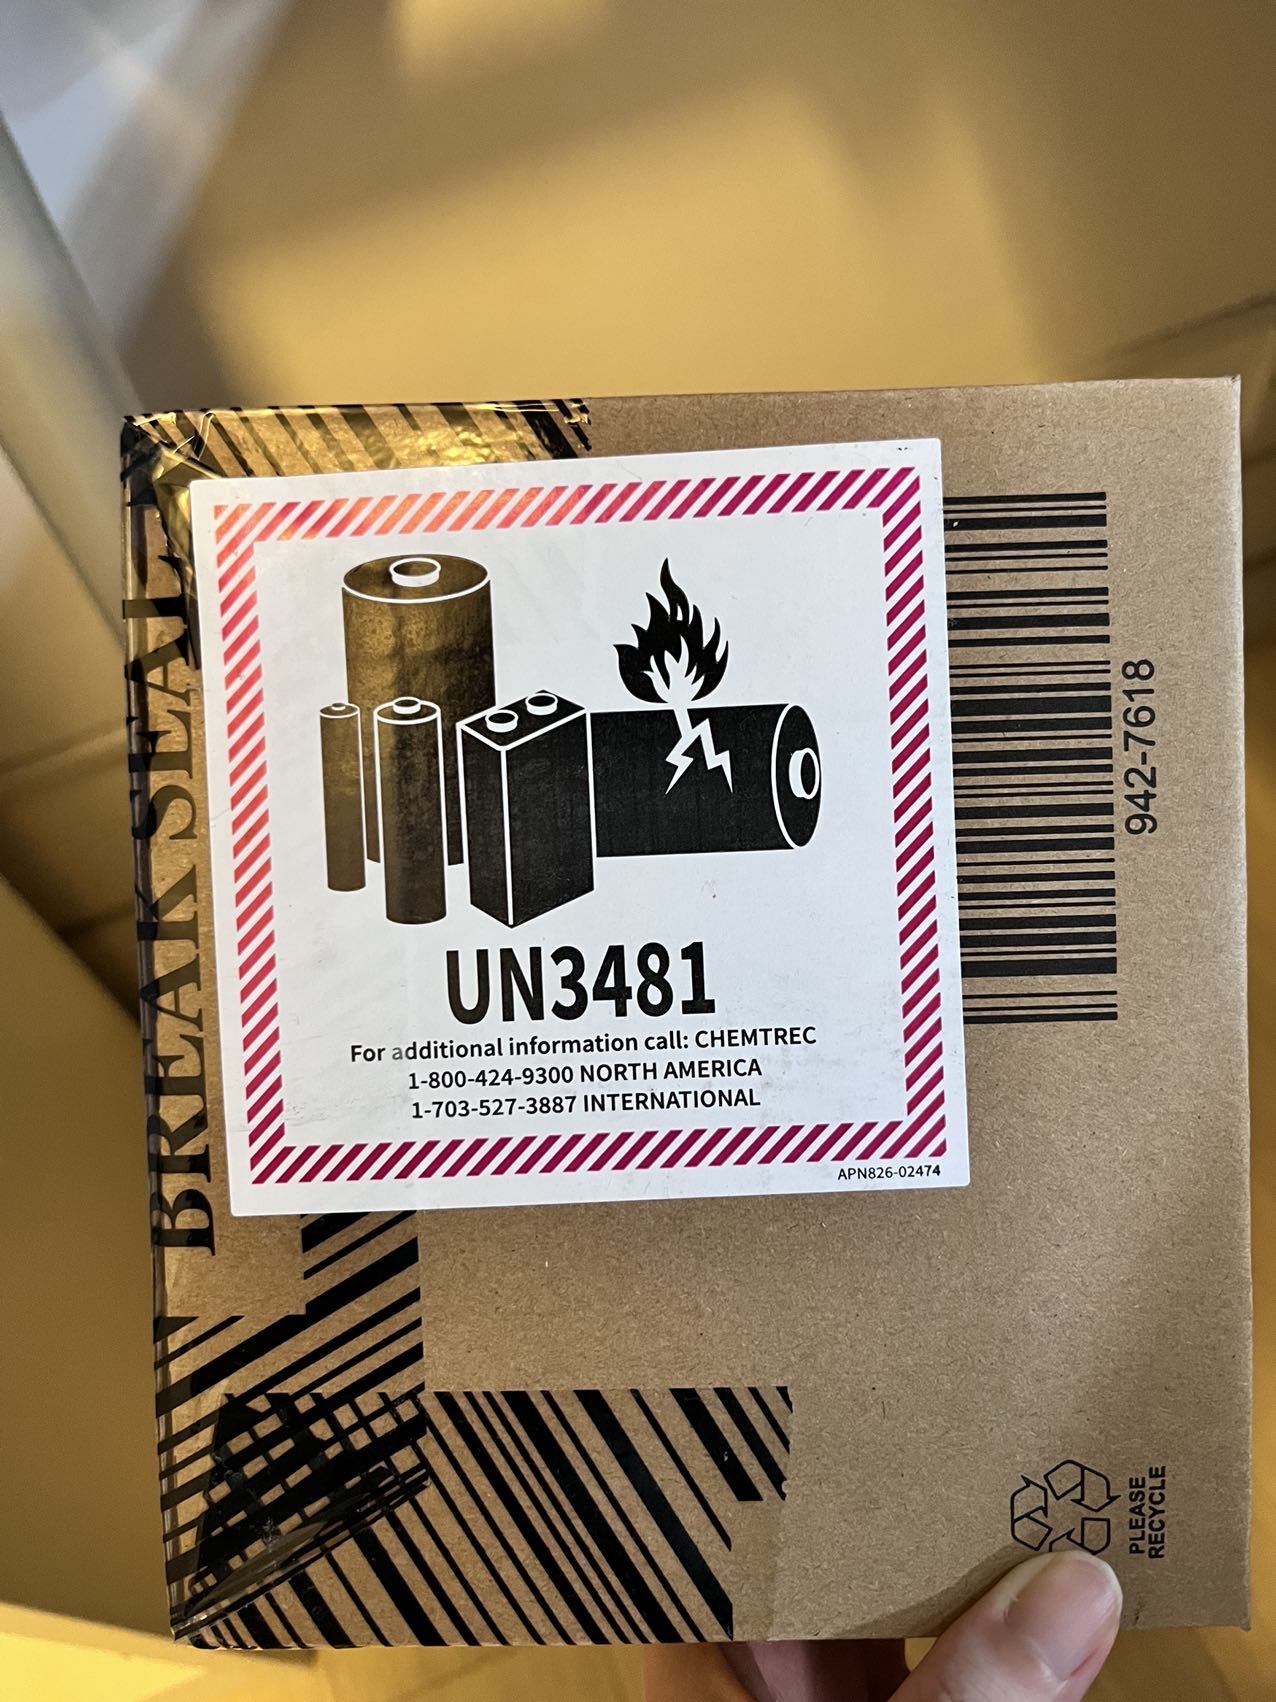 BREAK SEAL
UN3481
For additional information call: CHEMTREC
1-800-424-9300 NORTH AMERICA
1-703-527-3887 INTERNATIONAL
APN826-02474
942-7618
PLEASE
RECYCLE